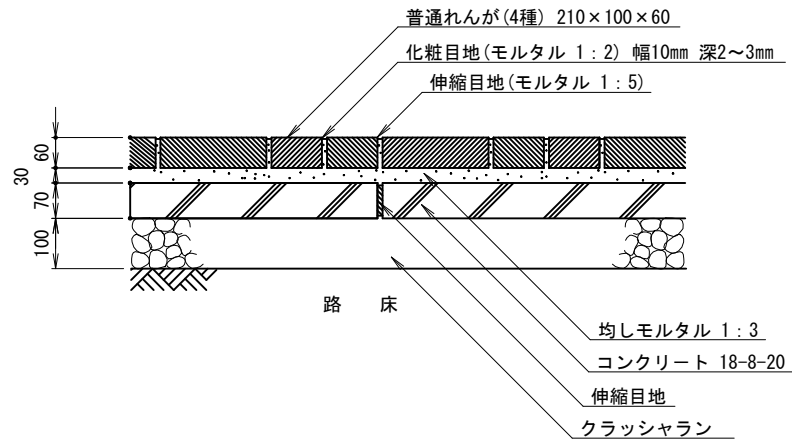 普通れんが(4種) 210×100×60
化粧目地(モルタル 1:2) 幅10mm 深2～3mm
伸縮目地(モルタル 1:5)
60
30
70
100
路　床
均しモルタル 1:3
コンクリート 18-8-20
伸縮目地
クラッシャラン